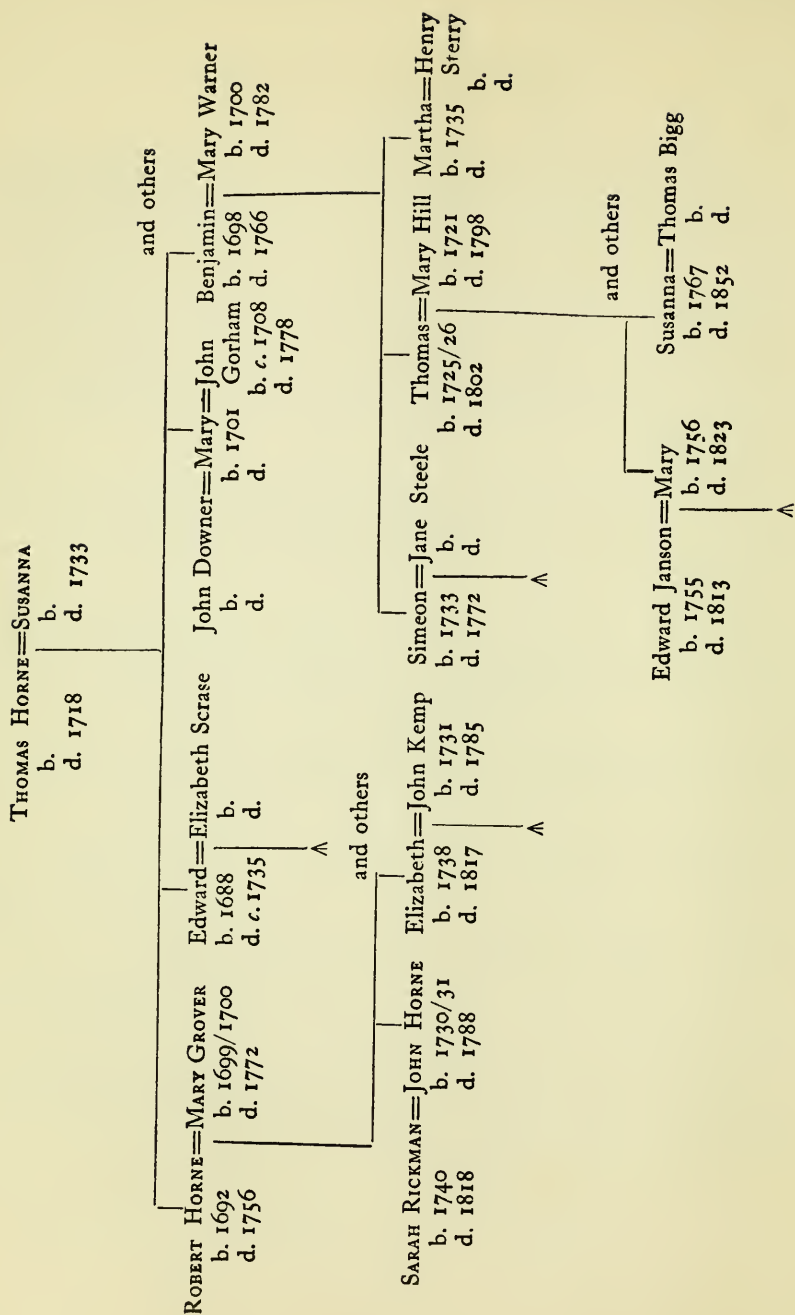 THOMAS HORNE=SUSANNA
b. b.
d. 1718 d. 1733
and others
ROBERT HORNE=MARY GROVER
b. 1692 b. 1699/1700
d. 1756 d. 1772
Edward=Elizabeth Scrase
b. 1688 b.
d. c. 1735 d.
John Downer=Mary=John Gorham
b. b. 1701 b. c. 1708
d. d. d. 1778
Benjamin=Mary Warner
b. 1698 b. 1700
d. 1766 d. 1782
and others
SARAH RICKMAN=JOHN HORNE
b. 1740 b. 1730/31
d. 1818 d. 1788
Elizabeth=John Kemp
b. 1738 b. 1731
d. 1817 d. 1785
Simeon=Jane Steele
b. 1733 b.
d. 1772 d.
Thomas=Mary Hill
b. 1725/26 b. 1721
d. 1802 d. 1798
Martha=Henry Sterry
b. 1735 b.
d. d.
and others
Edward Janson=Mary
b. 1755 b. 1756
d. 1813 d. 1823
Susanna=Thomas Bigg
b. 1767 b.
d. 1852 d.